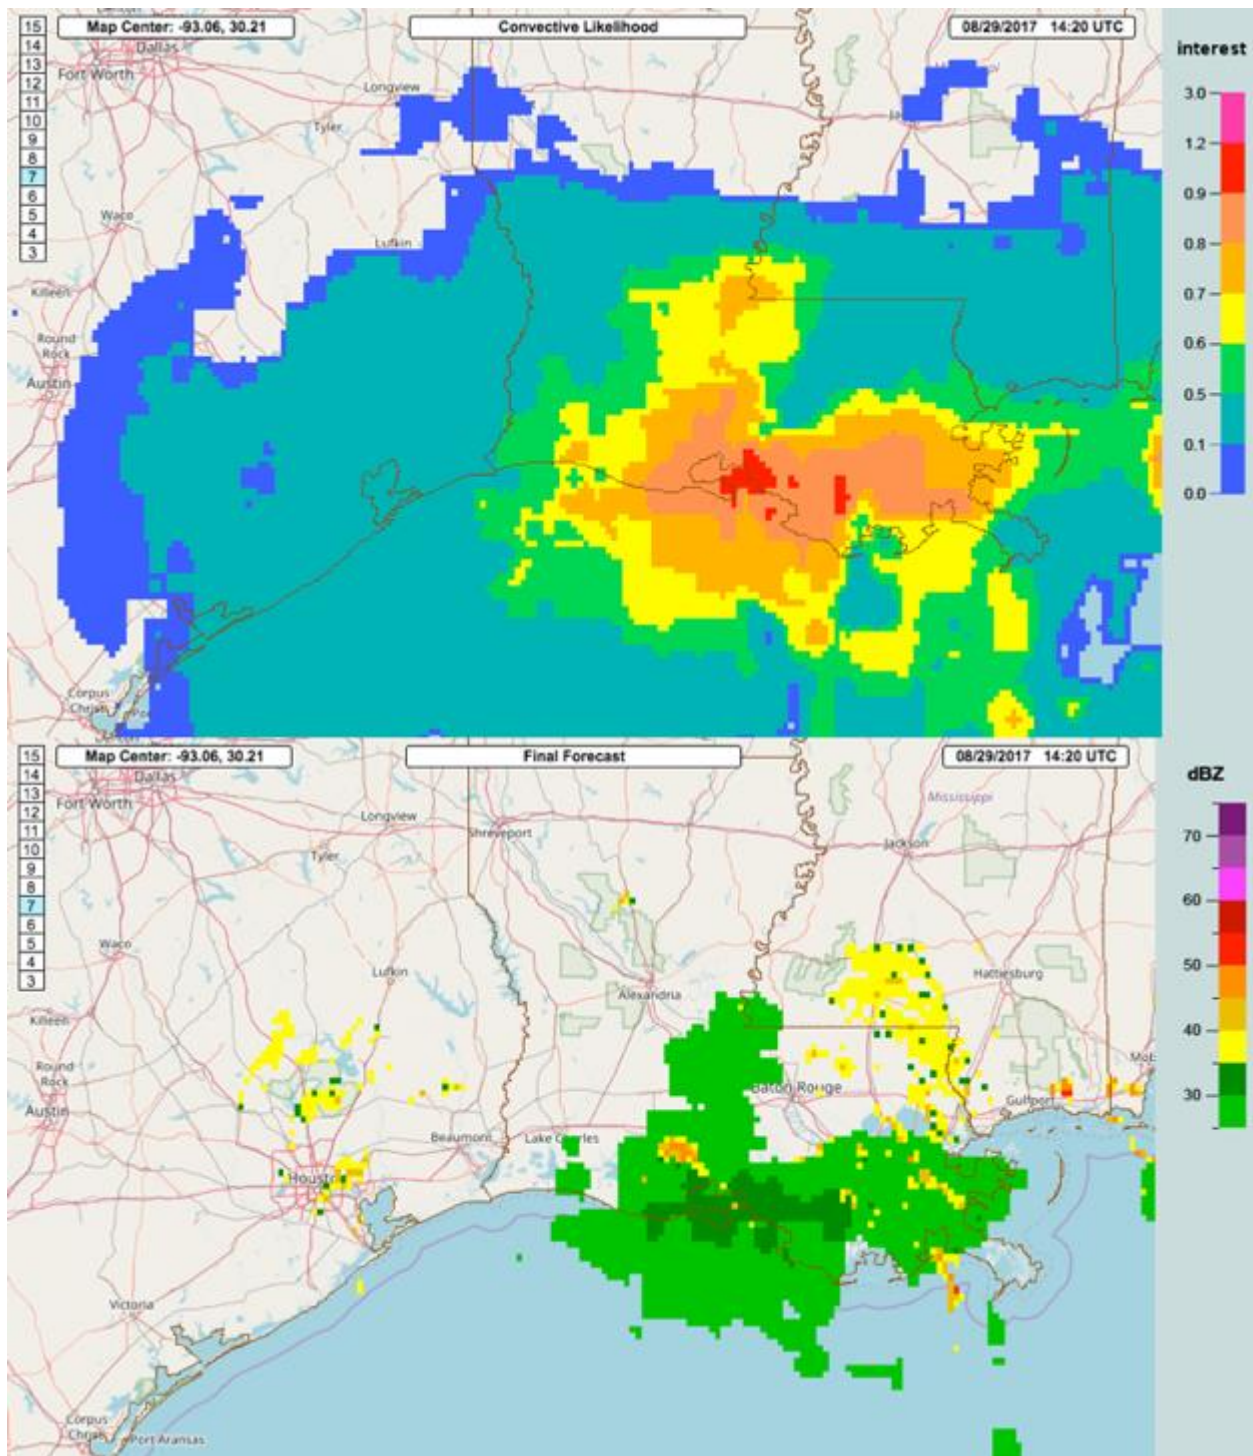 Map Center: -93.06, 30.21
Convective Likelihood
08/29/2017 14:20 UTC
interest
15
14
13
12
11
10
9
8
7
6
5
4
3
Dallas
Fort Worth
Longview
Tyler
Waco
Lufkin
Killeen
Round
Rock
Austin
Corpus
3.0
1.2
0.9
0.8
0.7
0.6
0.5
0.1
0.0
Map Center: -93.06, 30.21
Final Forecast
08/29/2017 14:20 UTC
dBZ
15
14
13
12
11
10
9
8
7
6
5
4
3
Dallas
Fort Worth
Longview
Shreveport
Mississippi
Jackson
Tyler
Waco
Lufkin
Alexandria
Hattiesburg
Killeen
Round
Rock
Austin
Baton Rouge
Gulfport
Beaumont
Lake Charles
Victoria
Corpus
Port Aransas
70
60
50
40
30